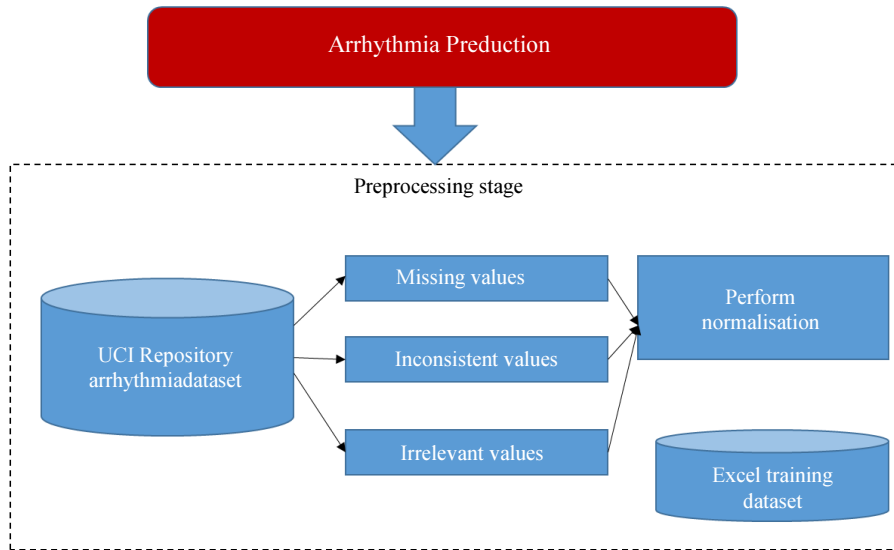 Arrhythmia Preduction
Preprocessing stage
Missing values
Perform
normalisation
UCI Repository
arrhythmiadataset
Inconsistent values
Irrelevant values
Excel training
dataset